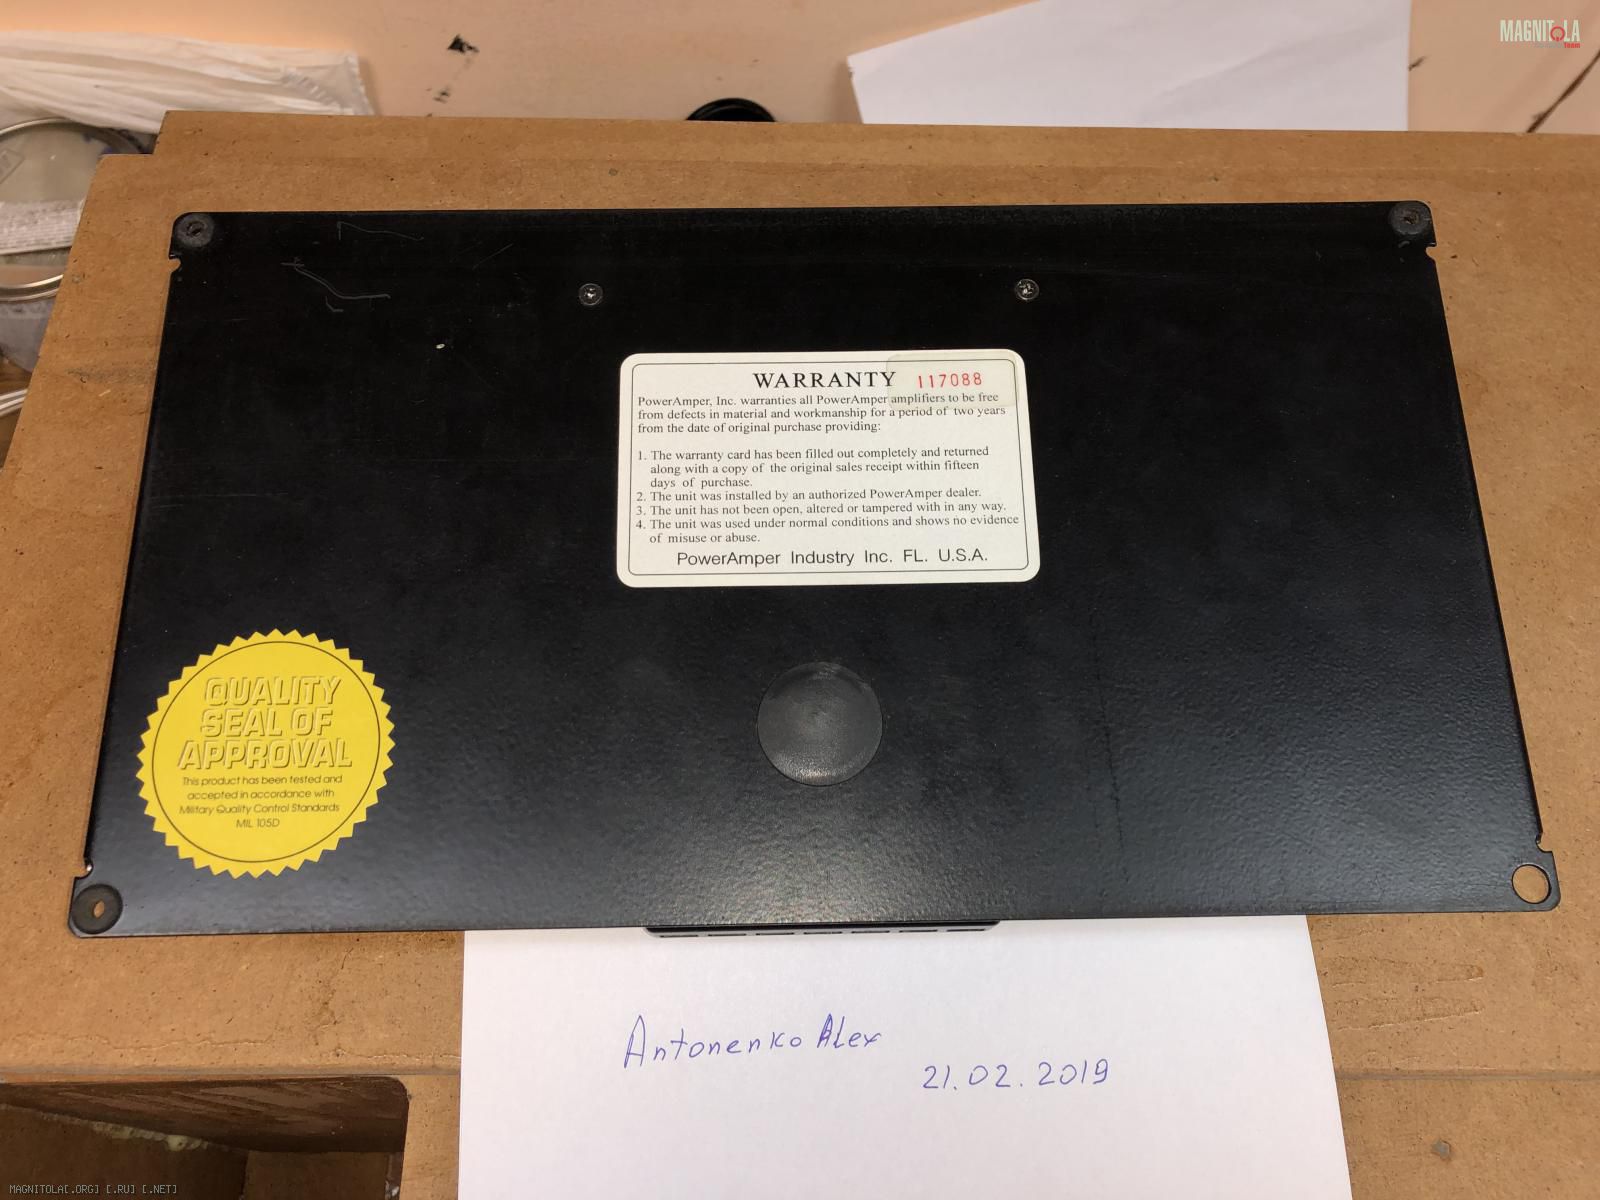 MAGNITOLA
Team
WARRANTY 117088
PowerAmper, Inc. warranties all PowerAmper amplifiers to be free
from defects in material and workmanship for a period of two years
from the date of original purchase providing:
1. The warranty card has been filled out completely and returned
along with a copy of the original sales receipt within fifteen
days of purchase.
2. The unit was installed by an authorized PowerAmper dealer.
3. The unit has not been open, altered or tampered with in any way.
4. The unit was used under normal conditions and shows no evidence
of misuse or abuse.
PowerAmper Industry Inc. FL. U.S.A.
QUALITY
SEAL OF
APPROVAL
This product has been tested and
accepted in accordance with
Military Quality Control Standards
MIL 105D
Antonenko Alex
21.02.2019
MAGNITOLA[.ORG] [.RU] [.NET]